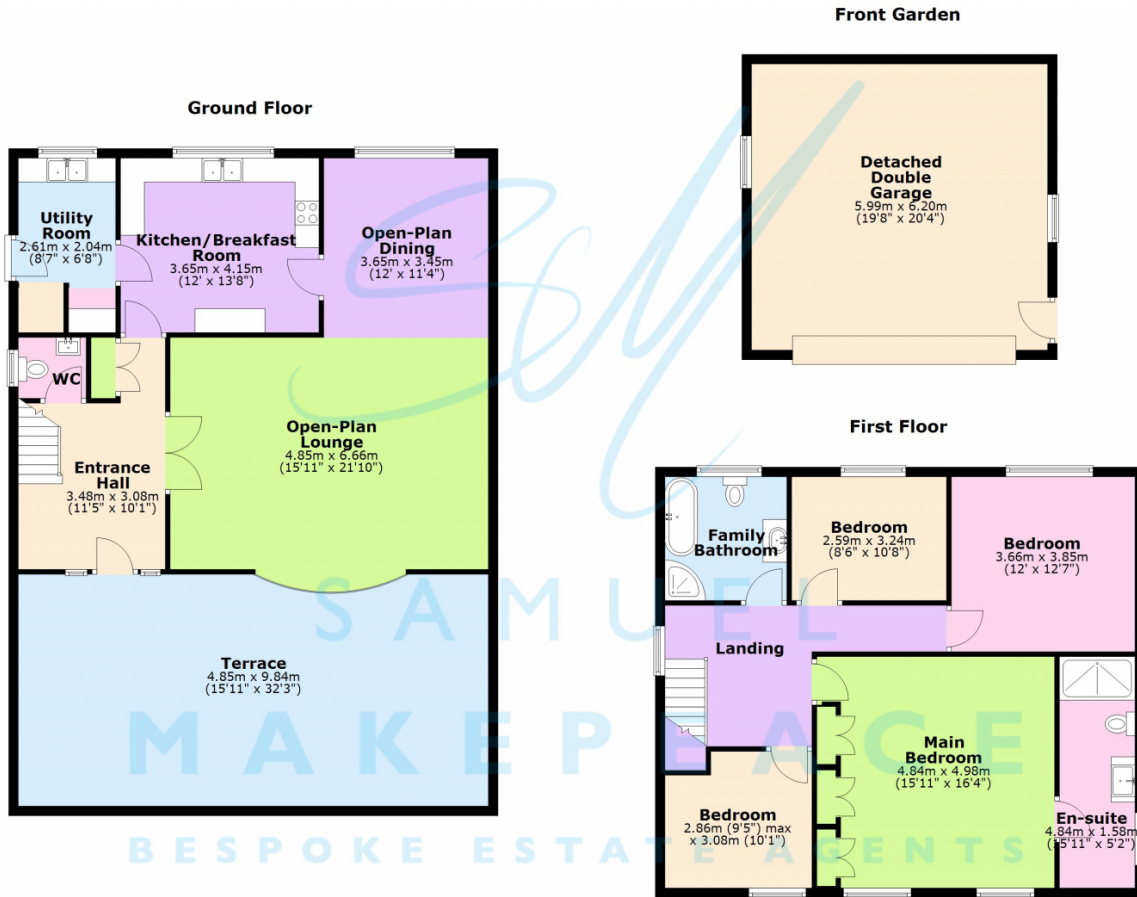 Front Garden
Detached
Double
Garage
5.99m x 6.20m
(19'8" x 20'4")
Ground Floor
Utility
Room
2.61m x 2.04m
(8'7" x 6'8")
Kitchen/Breakfast
Room
3.65m x 4.15m
(12' x 13'8")
Open-Plan
Dining
3.65m x 3.45m
(12' x 11'4")
WC
Open-Plan
Lounge
4.85m x 6.66m
(15'11" x 21'10")
Entrance
Hall
3.48m x 3.08m
(11'5" x 10'1")
Terrace
4.85m x 9.84m
(15'11" x 32'3")
First Floor
Family
Bathroom
Bedroom
2.59m x 3.24m
(8'6" x 10'8")
Bedroom
3.66m x 3.85m
(12' x 12'7")
Landing
Main
Bedroom
4.84m x 4.98m
(15'11" x 16'4")
Bedroom
2.86m (9'5") max
x 3.08m (10'1")
En-suite
4.84m x 1.58m
(15'11" x 5'2")
SAMUEL
MAKEPEACE
BESPOKE ESTATE AGENTS